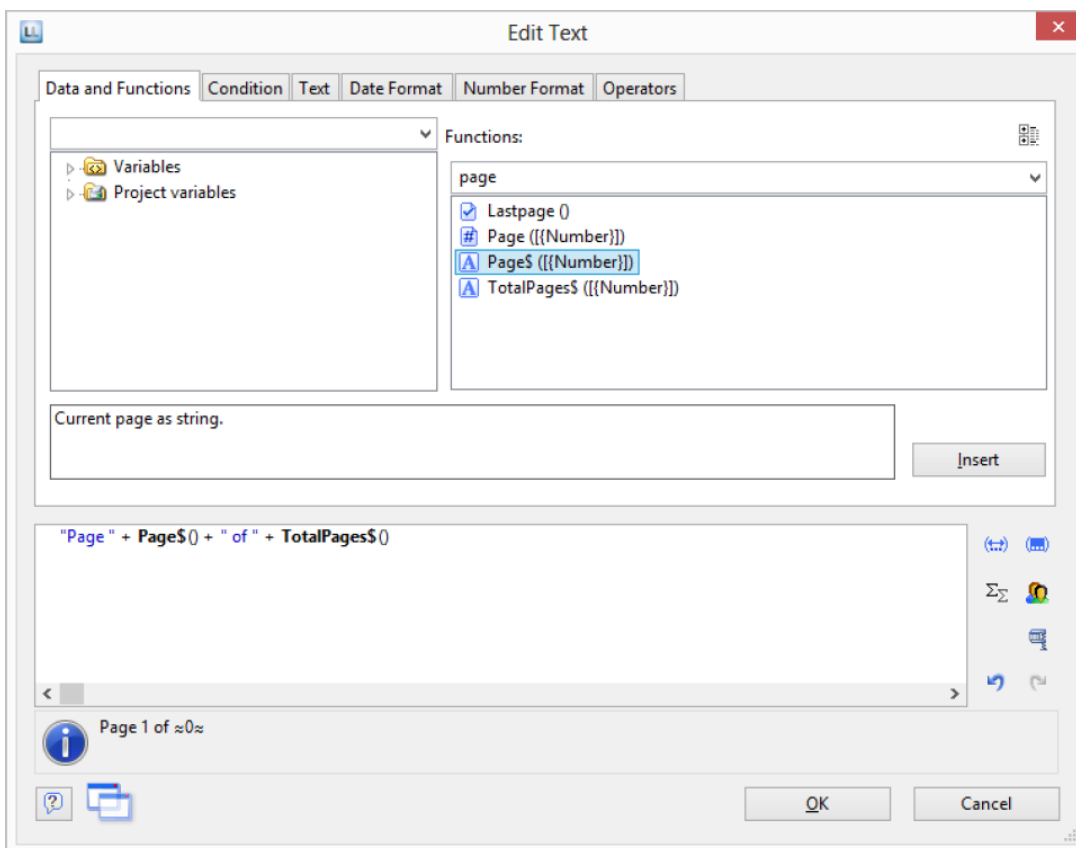 LL
Edit Text
Data and Functions Condition Text Date Format Number Format Operators
Functions:
Variables
Project variables
page
Lastpage ()
Page ([{Number}])
Page$ ([{Number}])
TotalPages$ ([{Number}])
Current page as string.
Insert
"Page " + Page$() + " of " + TotalPages$()
Page 1 of ≈0≈
OK Cancel